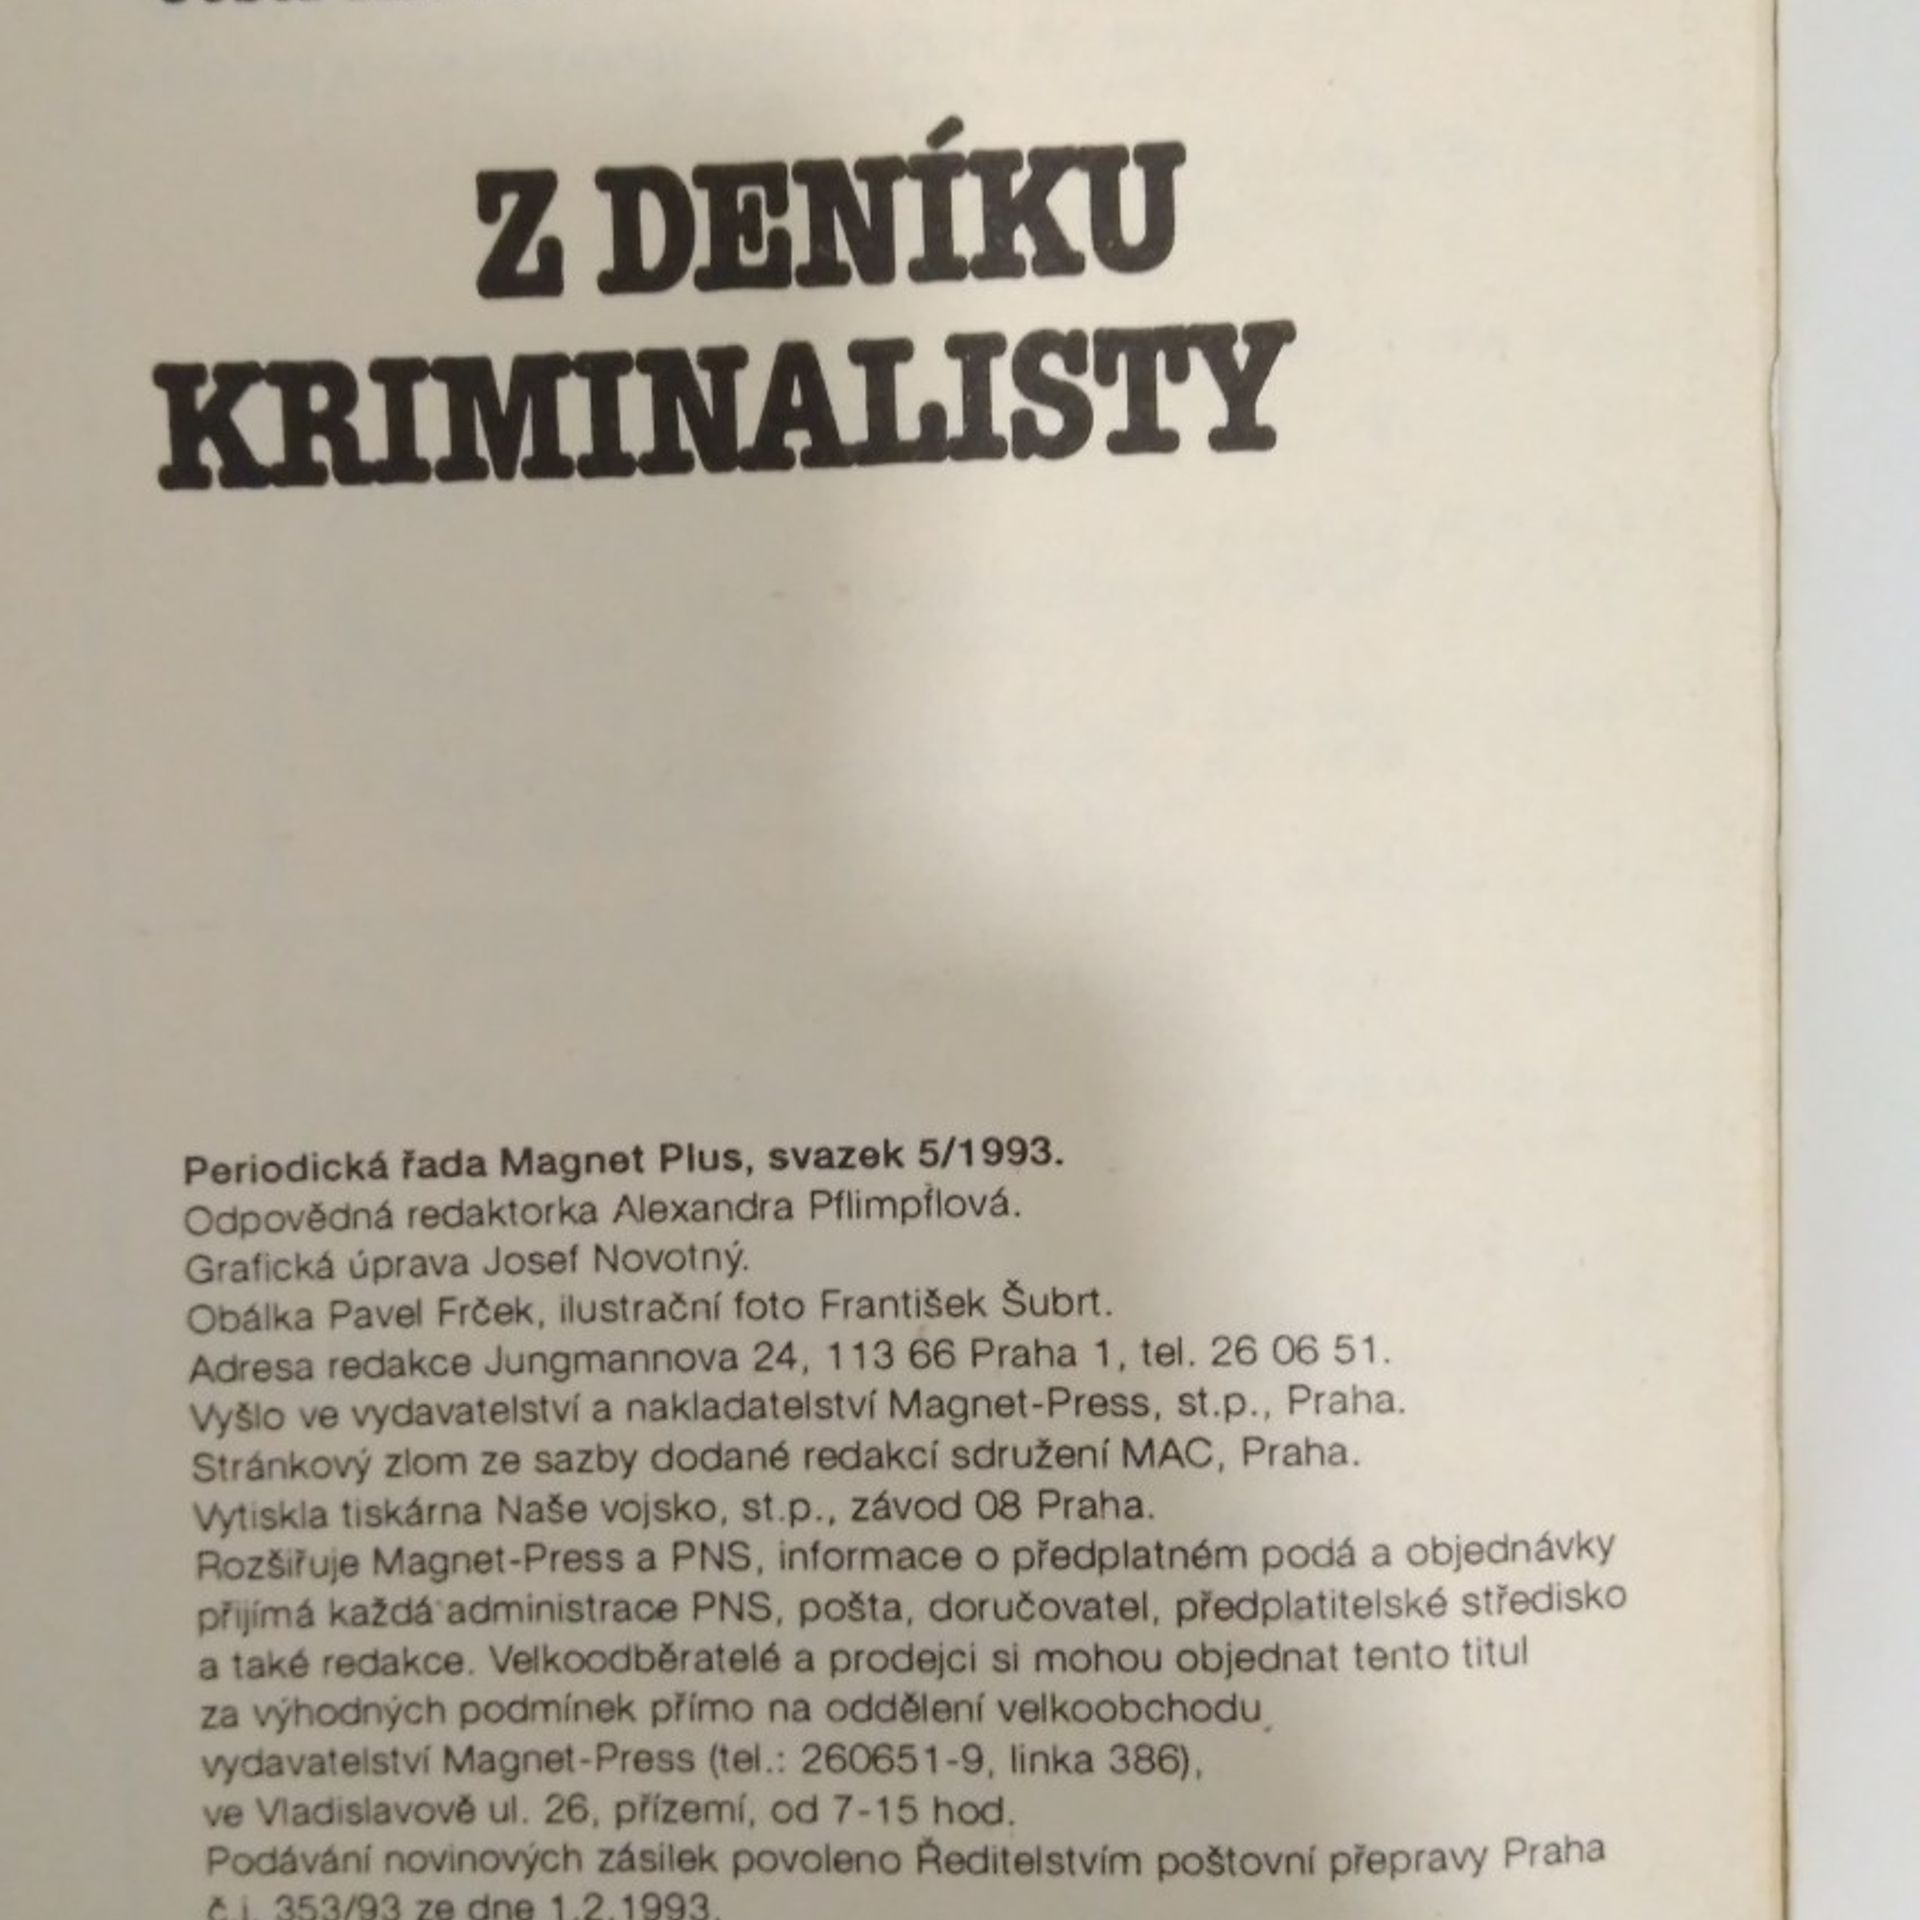 Z DENÍKU
KRIMINALISTY
Periodická řada Magnet Plus, svazek 5/1993.
Odpovědná redaktorka Alexandra Pflimpflová.
Grafická úprava Josef Novotný.
Obálka Pavel Frček, ilustrační foto František Šubrt.
Adresa redakce Jungmannova 24, 113 66 Praha 1, tel. 26 06 51.
Vyšlo ve vydavatelství a nakladatelství Magnet-Press, st.p., Praha.
Stránkový zlom ze sazby dodané redakcí sdružení MAC, Praha.
Vytiskla tiskárna Naše vojsko, st.p., závod 08 Praha.
Rozšiřuje Magnet-Press a PNS, informace o předplatném podá a objednávky
přijímá každá administrace PNS, pošta, doručovatel, předplatitelské středisko
a také redakce. Velkoodběratelé a prodejci si mohou objednat tento titul
za výhodných podmínek přímo na oddělení velkoobchodu
vydavatelství Magnet-Press (tel.: 260651-9, linka 386),
ve Vladislavově ul. 26, přízemí, od 7-15 hod.
Podávání novinových zásilek povoleno Ředitelstvím poštovní přepravy Praha
č.j. 353/93 ze dne 1.2.1993.